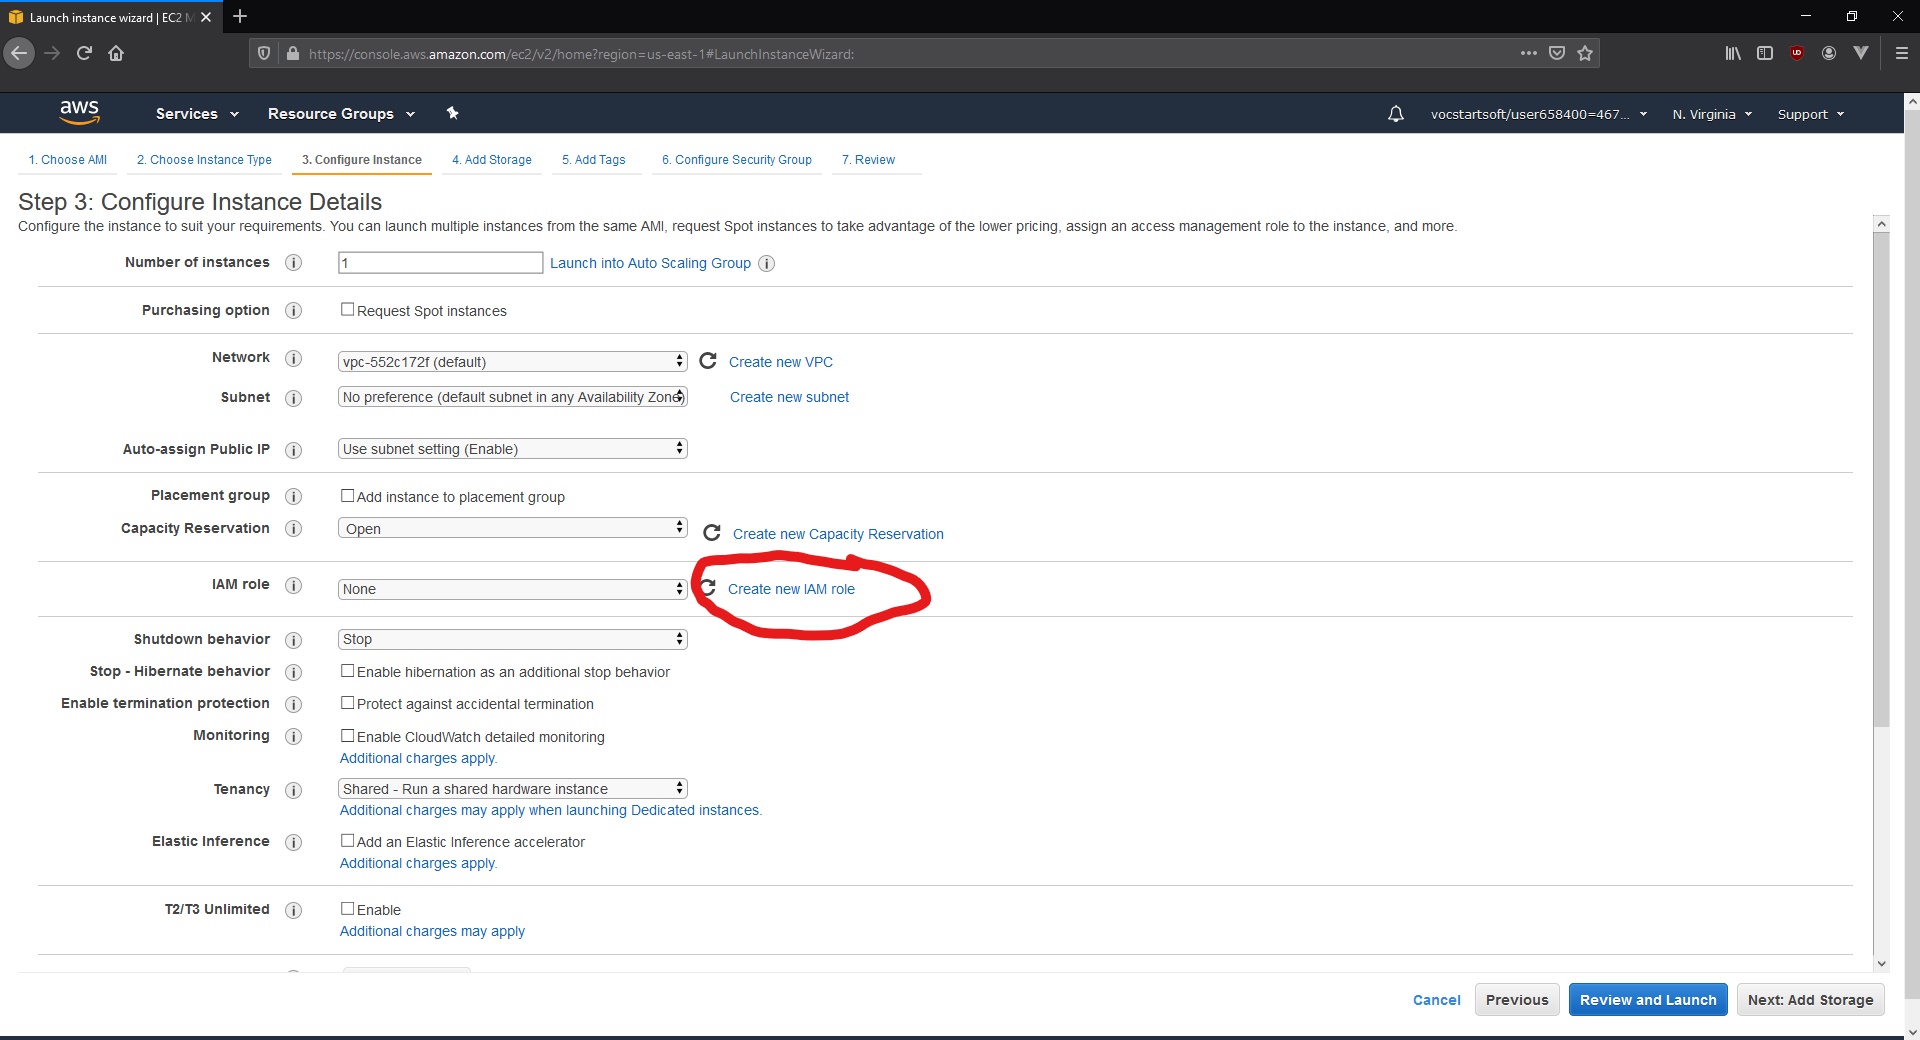 Launch instance wizard | EC2 M
https://console.aws.amazon.com/ec2/v2/home?region=us-east-1#LaunchInstanceWizard:
aws Services Resource Groups vocstartsoft/user658400=467... N. Virginia Support
1. Choose AMI 2. Choose Instance Type 3. Configure Instance 4. Add Storage 5. Add Tags 6. Configure Security Group 7. Review
Step 3: Configure Instance Details
Configure the instance to suit your requirements. You can launch multiple instances from the same AMI, request Spot instances to take advantage of the lower pricing, assign an access management role to the instance, and more.
Number of instances i 1 Launch into Auto Scaling Group i
Purchasing option i Request Spot instances
Network i vpc-552c172f (default) Create new VPC
Subnet i No preference (default subnet in any Availability Zone) Create new subnet
Auto-assign Public IP i Use subnet setting (Enable)
Placement group i Add instance to placement group
Capacity Reservation i Open Create new Capacity Reservation
IAM role i None Create new IAM role
Shutdown behavior i Stop
Stop - Hibernate behavior i Enable hibernation as an additional stop behavior
Enable termination protection i Protect against accidental termination
Monitoring i Enable CloudWatch detailed monitoring
Additional charges apply.
Tenancy i Shared - Run a shared hardware instance
Additional charges may apply when launching Dedicated instances.
Elastic Inference i Add an Elastic Inference accelerator
Additional charges apply.
T2/T3 Unlimited i Enable
Additional charges may apply
Cancel Previous Review and Launch Next: Add Storage